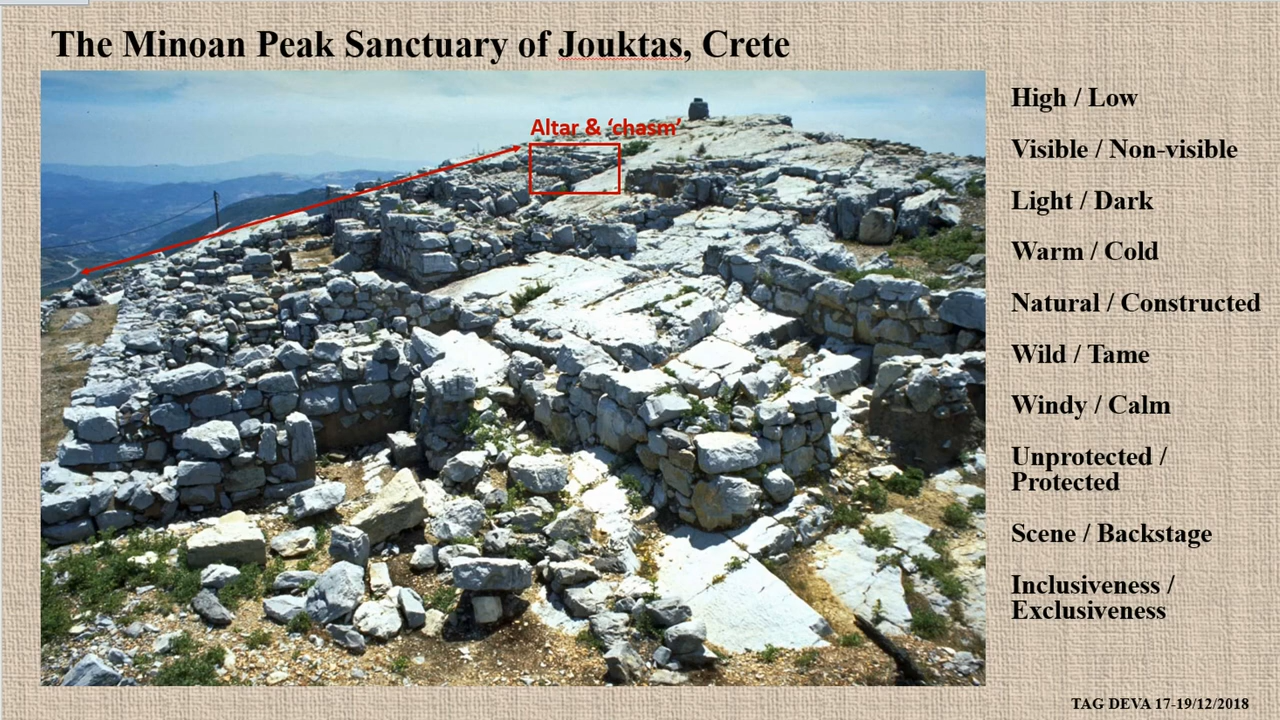 The Minoan Peak Sanctuary of Jouktas, Crete
Altar & ‘chasm’
High / Low
Visible / Non-visible
Light / Dark
Warm / Cold
Natural / Constructed
Wild / Tame
Windy / Calm
Unprotected /
Protected
Scene / Backstage
Inclusiveness /
Exclusiveness
TAG DEVA 17-19/12/2018